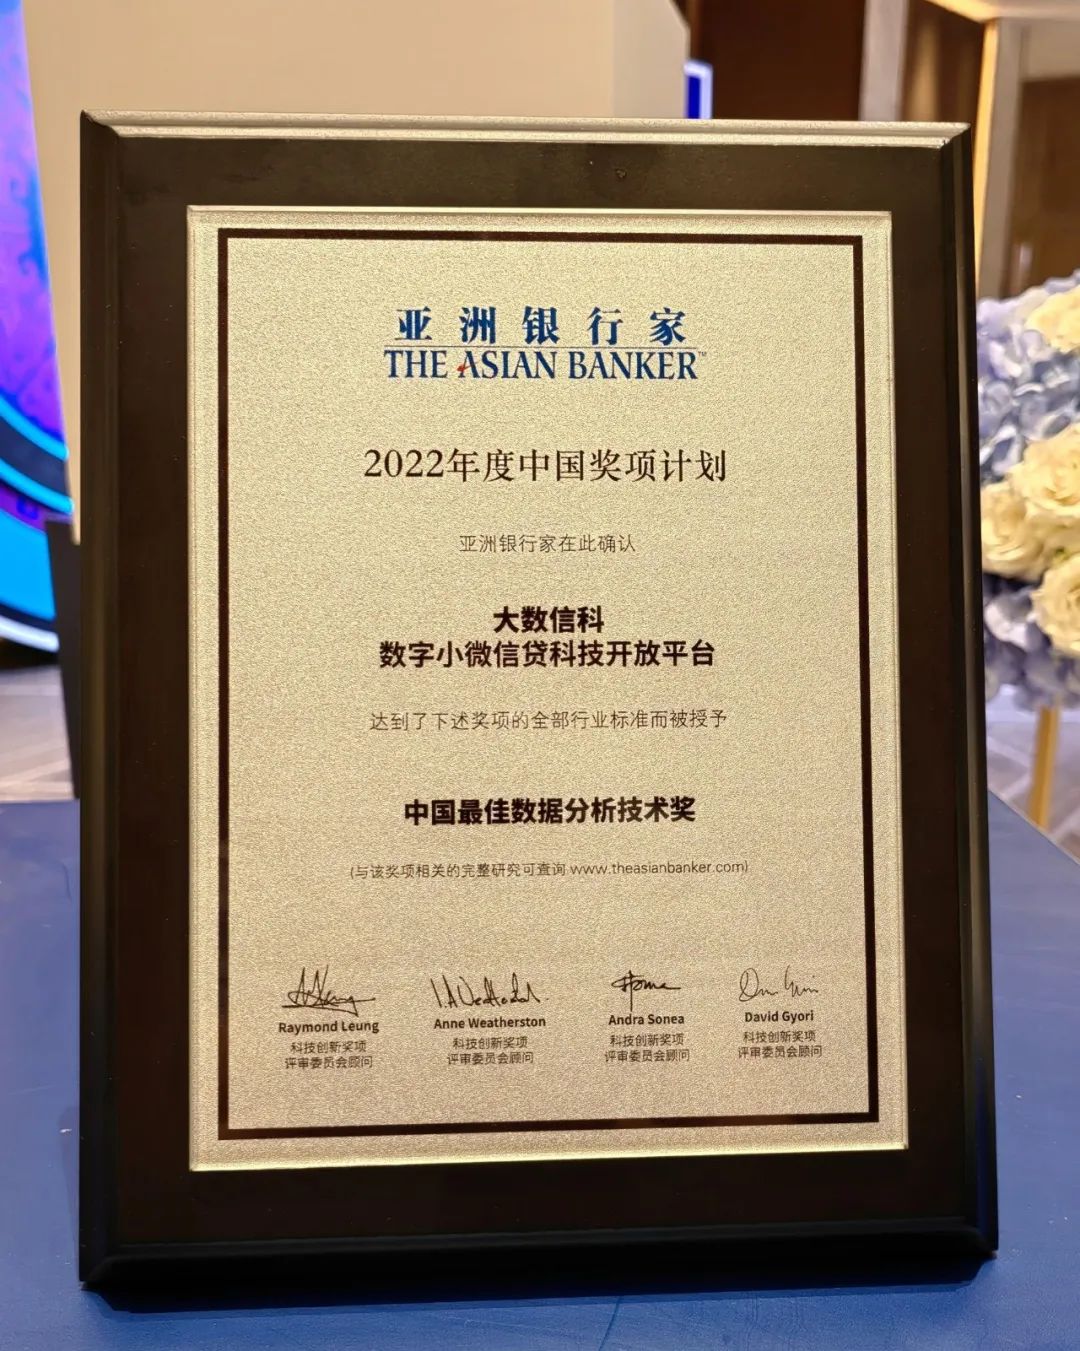 亚洲银行家
THE ASIAN BANKER™
2022年度中国奖项计划
亚洲银行家在此确认
大数信科
数字小微信贷科技开放平台
达到了下述奖项的全部行业标准而被授予
中国最佳数据分析技术奖
(与该奖项相关的完整研究可查询 www.theasianbanker.com)
Raymond Leung
科技创新奖项
评审委员会顾问
Anne Weatherston
科技创新奖项
评审委员会顾问
Andra Sonea
科技创新奖项
评审委员会顾问
David Gyori
科技创新奖项
评审委员会顾问